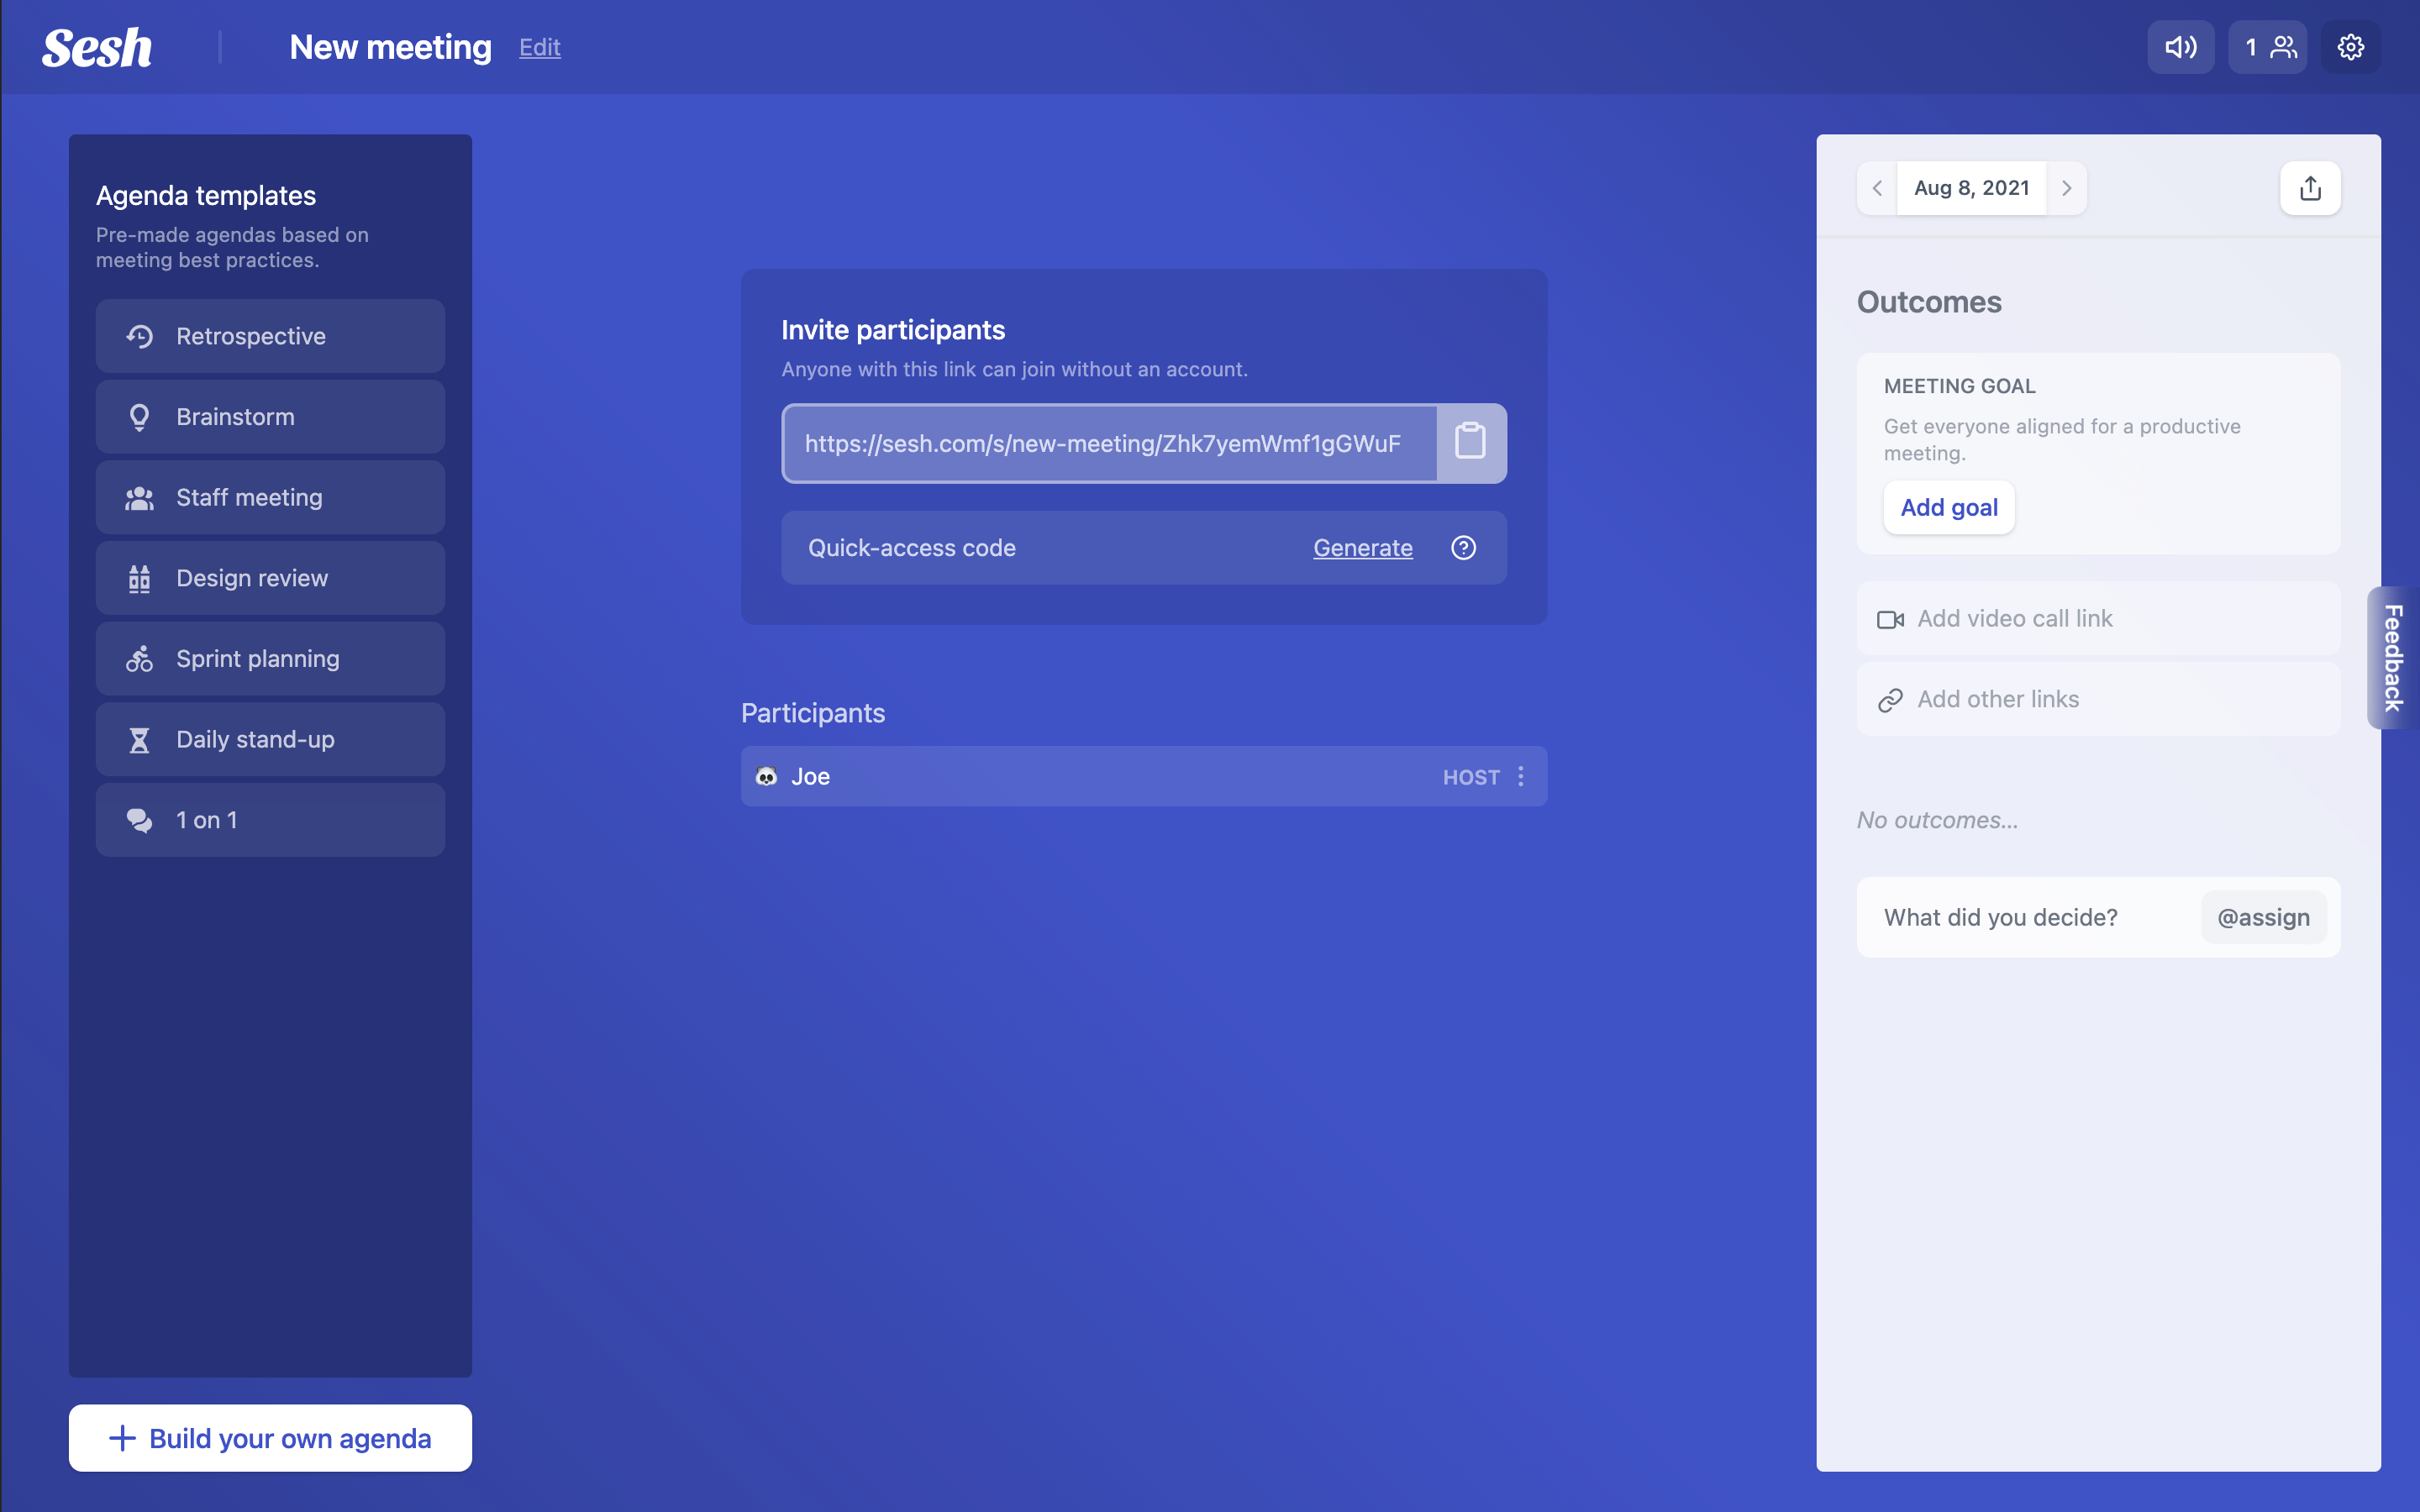 Sesh
New meeting Edit
1
Agenda templates
Pre-made agendas based on
meeting best practices.
Retrospective
Brainstorm
Staff meeting
Design review
Sprint planning
Daily stand-up
1 on 1
Build your own agenda
Invite participants
Anyone with this link can join without an account.
https://sesh.com/s/new-meeting/Zhk7yemWmf1gGWuF
Quick-access code Generate
Participants
Joe HOST
Aug 8, 2021
Outcomes
MEETING GOAL
Get everyone aligned for a productive
meeting.
Add goal
Add video call link
Add other links
No outcomes...
What did you decide? @assign
Feedback